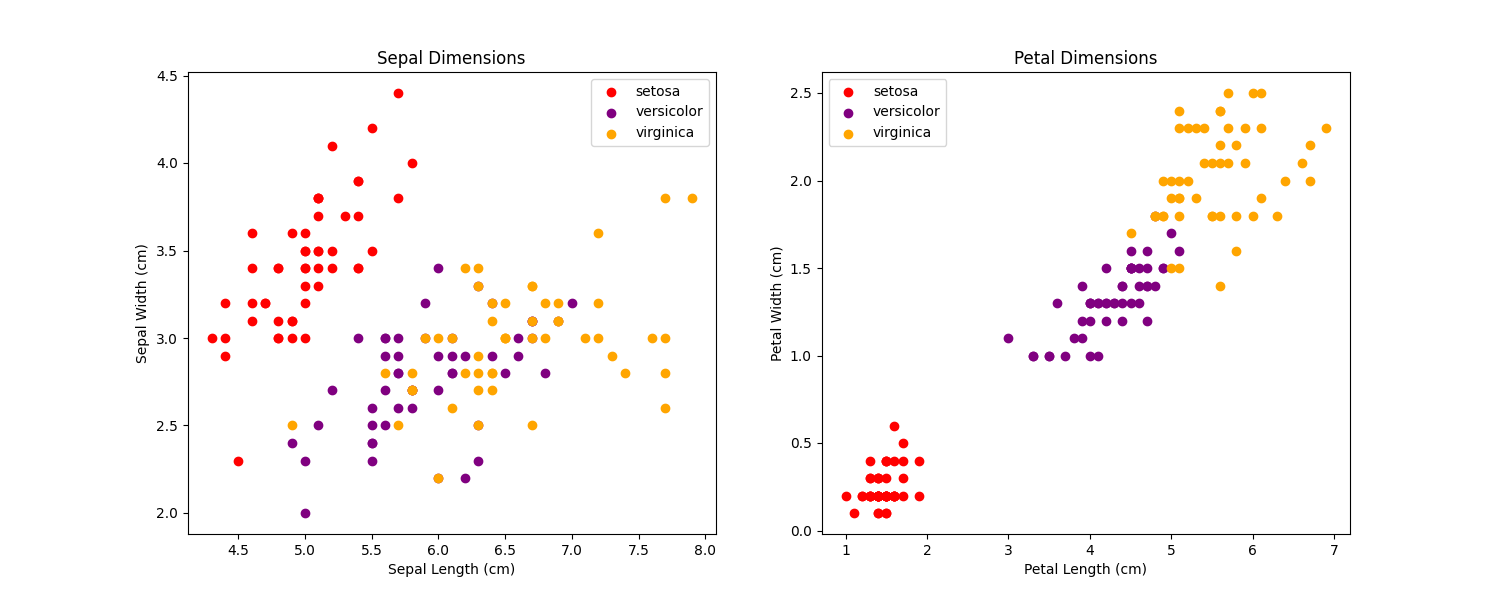 Sepal Dimensions
4.5
4.0
3.5
3.0
2.5
2.0
Sepal Width (cm)
setosa
versicolor
virginica
4.5 5.0 5.5 6.0 6.5 7.0 7.5 8.0
Sepal Length (cm)
Petal Dimensions
2.5
2.0
1.5
1.0
0.5
0.0
Petal Width (cm)
setosa
versicolor
virginica
1 2 3 4 5 6 7
Petal Length (cm)